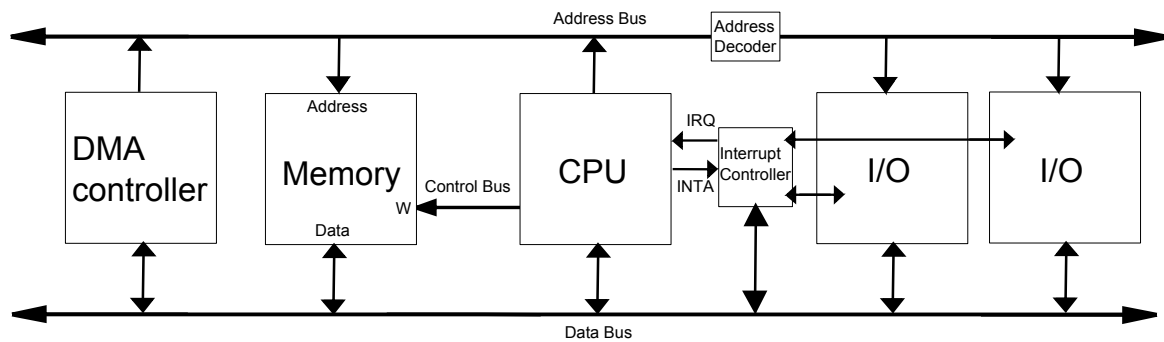 Address Bus
Address
Decoder
DMA
controller
Address
Memory
W
Data
Control Bus
CPU
IRQ
INTA
Interrupt
Controller
I/O
I/O
Data Bus